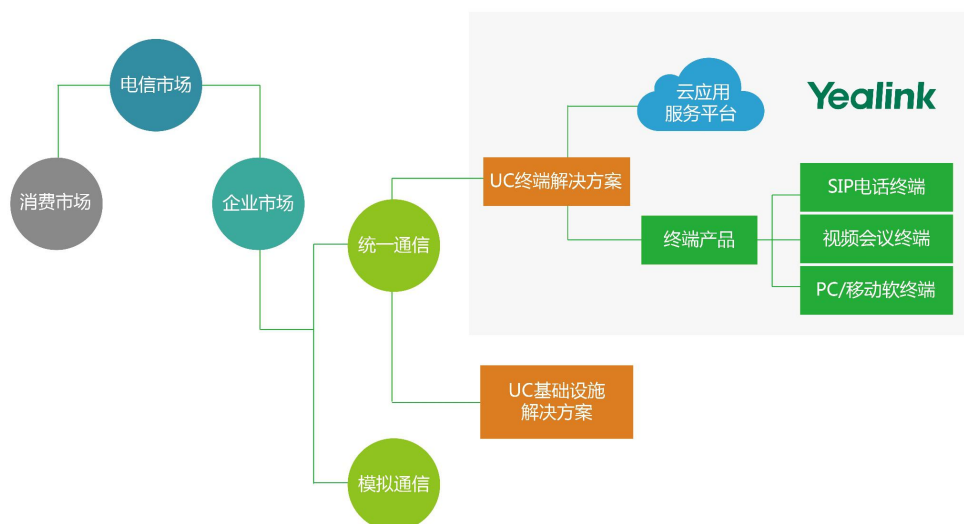 电信市场
消费市场
企业市场
统一通信
模拟通信
UC终端解决方案
UC基础设施
解决方案
云应用
服务平台
Yealink
终端产品
SIP电话终端
视频会议终端
PC/移动软终端